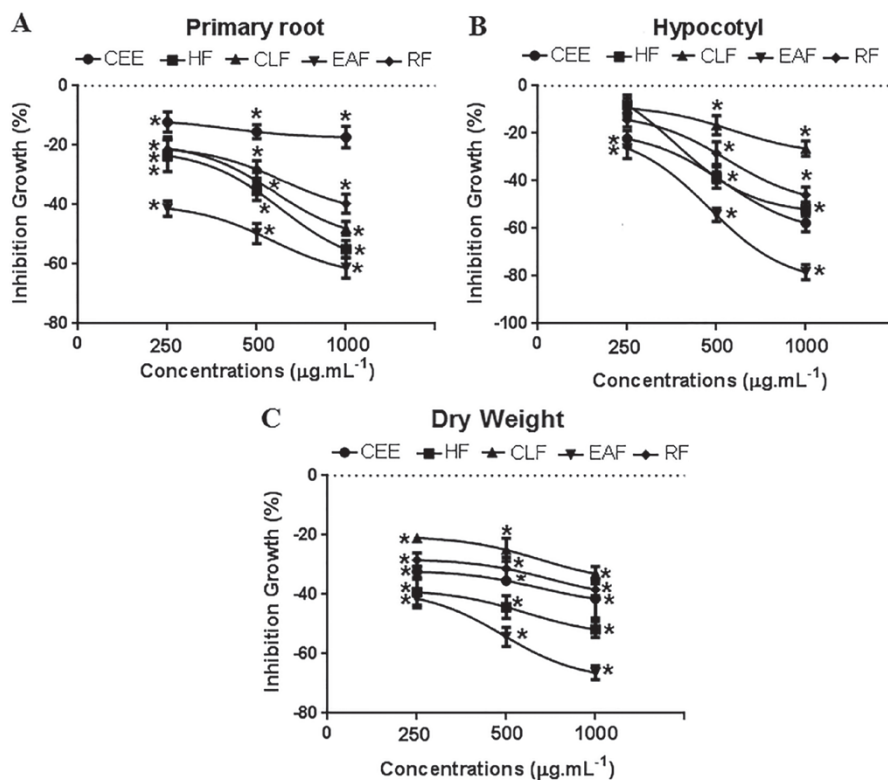 A Primary root
CEE HF CLF EAF RF
0
-20
-40
-60
-80
Inhibition Growth (%)
0 250 500 1000
Concentrations (µg.mL-1)
* * * * * * * * * * * * * * *
B Hypocotyl
CEE HF CLF EAF RF
0
-20
-40
-60
-80
-100
Inhibition Growth (%)
0 250 500 1000
Concentrations (µg.mL-1)
* * * * * * * * * *
C Dry Weight
CEE HF CLF EAF RF
0
-20
-40
-60
-80
Inhibition Growth (%)
0 250 500 1000
Concentrations (µg.mL-1)
* * * * * * * * * * * * * * *